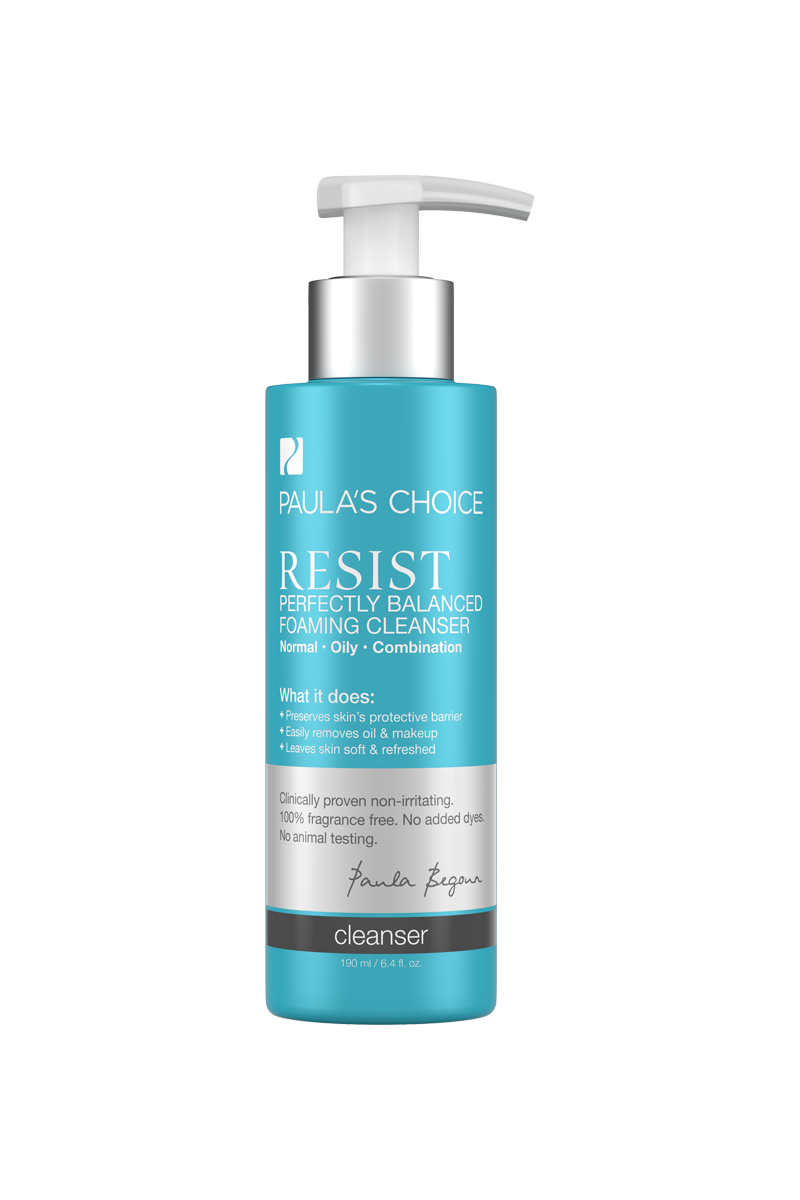 PAULA'S CHOICE
RESIST
PERFECTLY BALANCED
FOAMING CLEANSER
Normal • Oily • Combination
What it does:
+ Preserves skin's protective barrier
+ Easily removes oil & makeup
+ Leaves skin soft & refreshed
Clinically proven non-irritating.
100% fragrance free. No added dyes.
No animal testing.
Paula Begoun
cleanser
190 ml / 6.4 fl. oz.